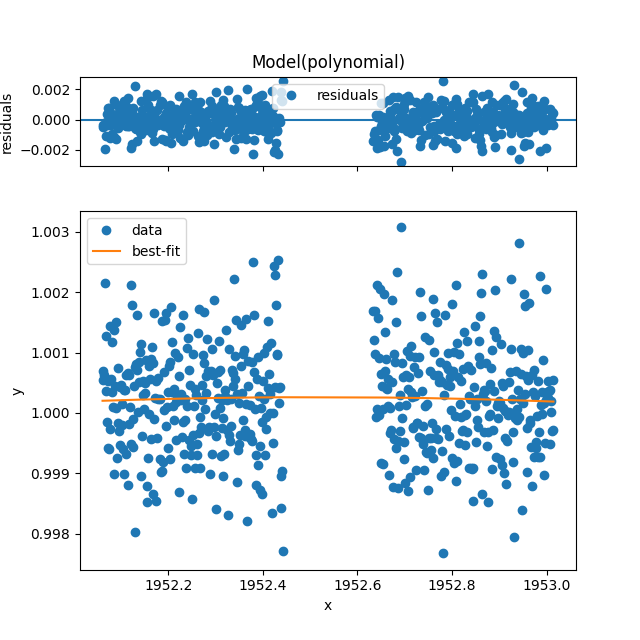 Model(polynomial)
residuals
0.002
0.000
−0.002
residuals
data
best-fit
y
1.003
1.002
1.001
1.000
0.999
0.998
1952.2 1952.4 1952.6 1952.8 1953.0
x